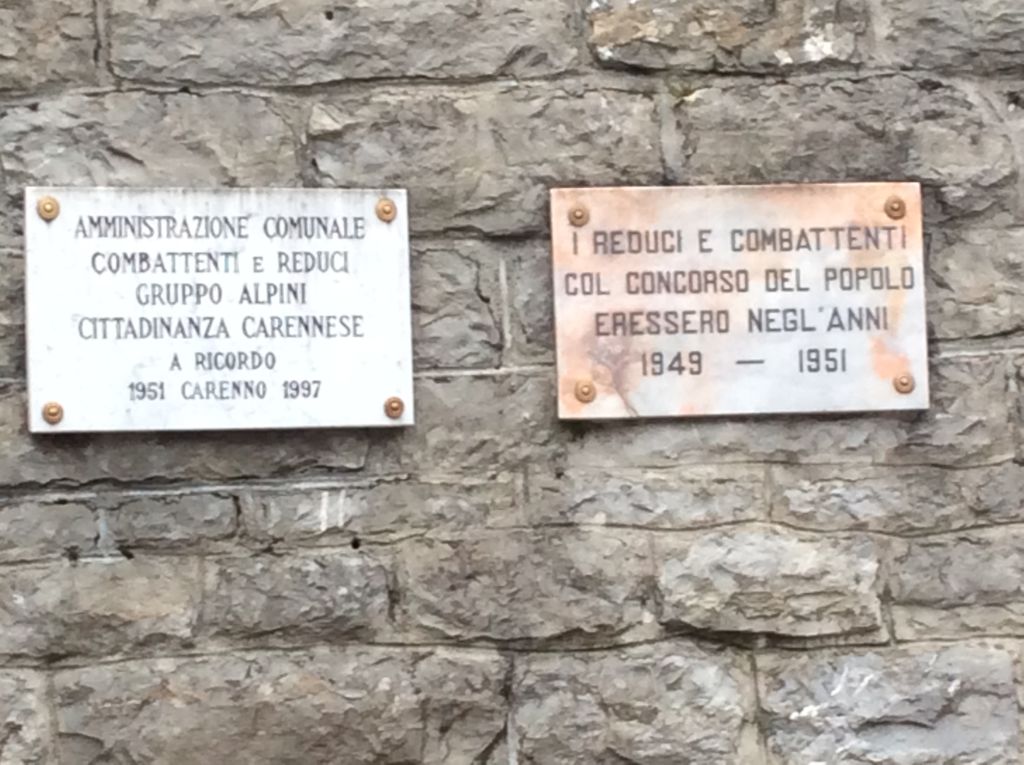 AMMINISTRAZIONE COMUNALE
COMBATTENTI E REDUCI
GRUPPO ALPINI
CITTADINANZA CARENNESE
A RICORDO
1951 CARENNO 1997
I REDUCI E COMBATTENTI
COL CONCORSO DEL POPOLO
ERESSERO NEGL'ANNI
1949 — 1951